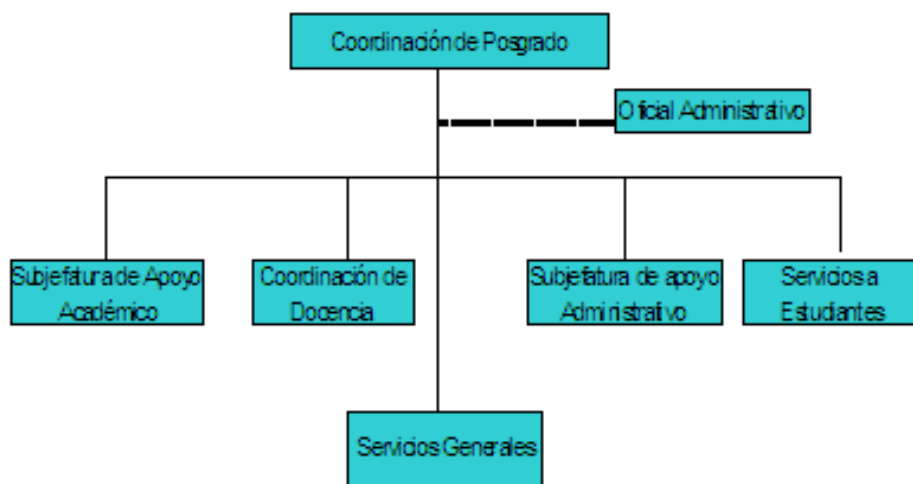 Coordinación de Posgrado
Oficial Administrativo
Subjefatura de Apoyo
Académico
Coordinación de
Docencia
Subjefatura de apoyo
Administrativo
Servicios a
Estudiantes
Servicios Generales